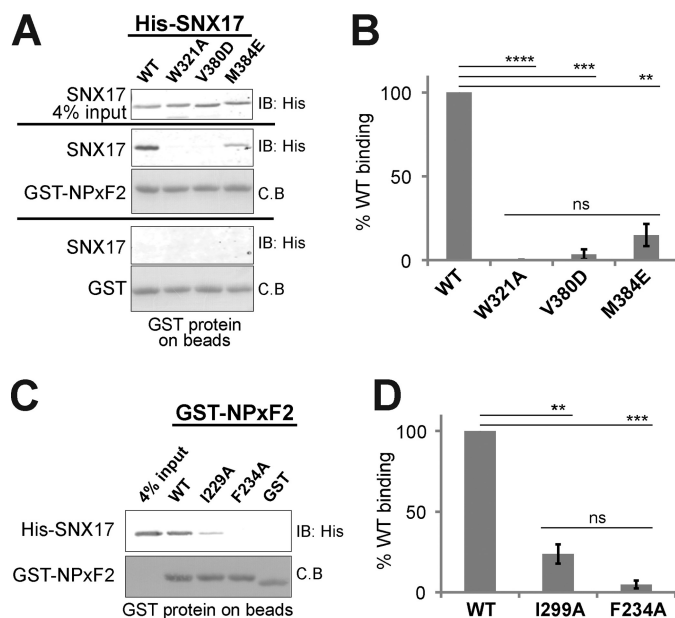 A
His-SNX17
WT W321A V380D M384E
SNX17
4% input
IB: His
SNX17
IB: His
GST-NPxF2
C.B
SNX17
IB: His
GST
C.B
GST protein
on beads
B
****
***
**
100
50
0
% WT binding
ns
WT W321A V380D M384E
C
GST-NPxF2
4% input WT I229A F234A GST
His-SNX17
IB: His
GST-NPxF2
C.B
GST protein on beads
D
**
***
100
50
0
% WT binding
ns
WT I299A F234A